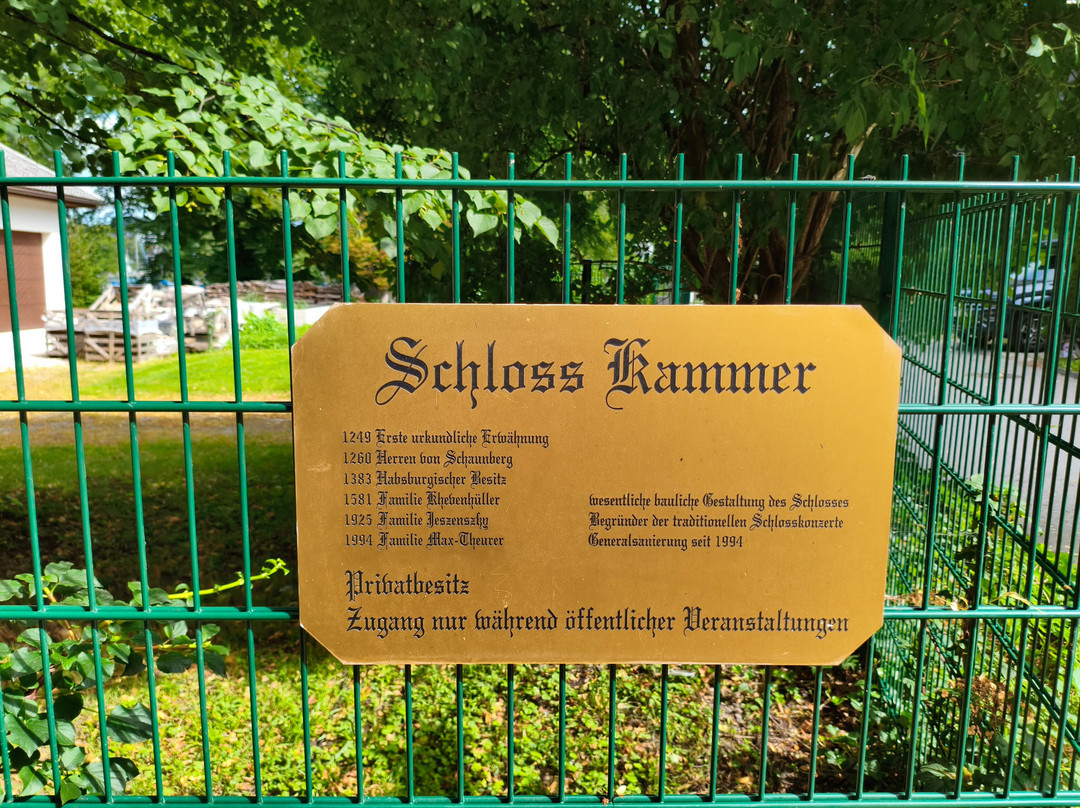 Schloss Kammer
1249 Erste urkundliche Erwähnung
1260 Herren von Schaunberg
1383 Habsburgischer Besitz
1581 Familie Khevenhüller wesentliche bauliche Gestaltung des Schlosses
1925 Familie Jeszenszky Begründer der traditionellen Schlosskonzerte
1994 Familie Max-Theurer Generalsanierung seit 1994
Privatbesitz
Zugang nur während öffentlicher Veranstaltungen